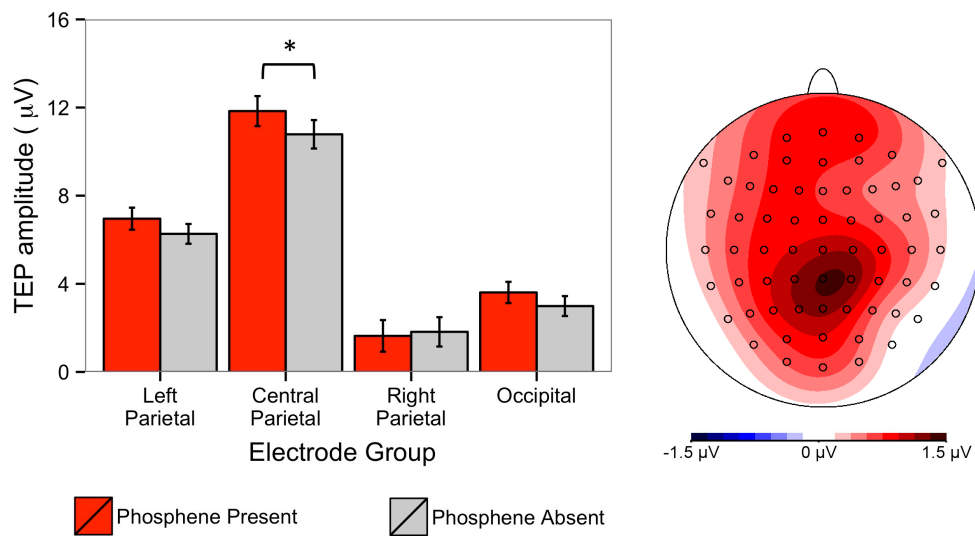 16
12
8
4
0
TEP amplitude ( μV)
*
Left
Parietal
Central
Parietal
Right
Parietal
Occipital
Electrode Group
Phosphene Present
Phosphene Absent
-1.5 μV
0 μV
1.5 μV